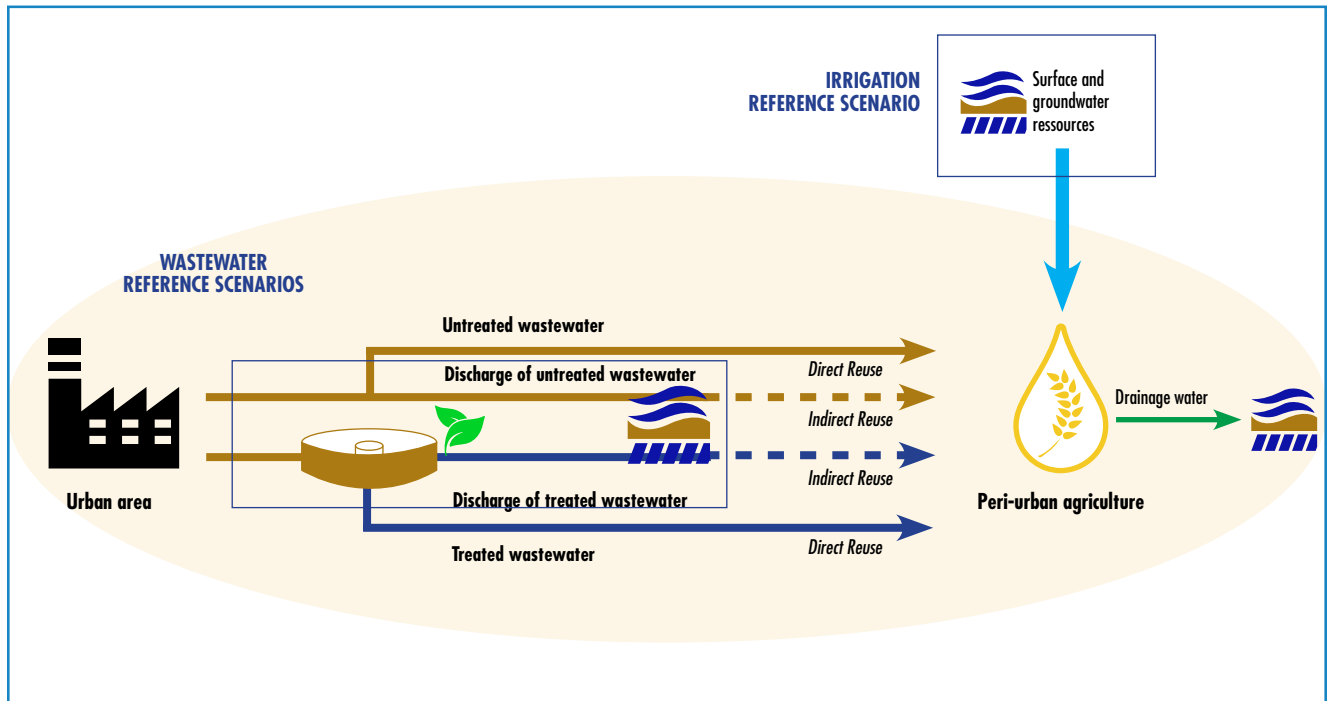 IRRIGATION
REFERENCE SCENARIO
Surface and
groundwater
ressources
WASTEWATER
REFERENCE SCENARIOS
Untreated wastewater
Direct Reuse
Discharge of untreated wastewater
Indirect Reuse
Drainage water
Indirect Reuse
Urban area
Discharge of treated wastewater
Peri-urban agriculture
Treated wastewater
Direct Reuse